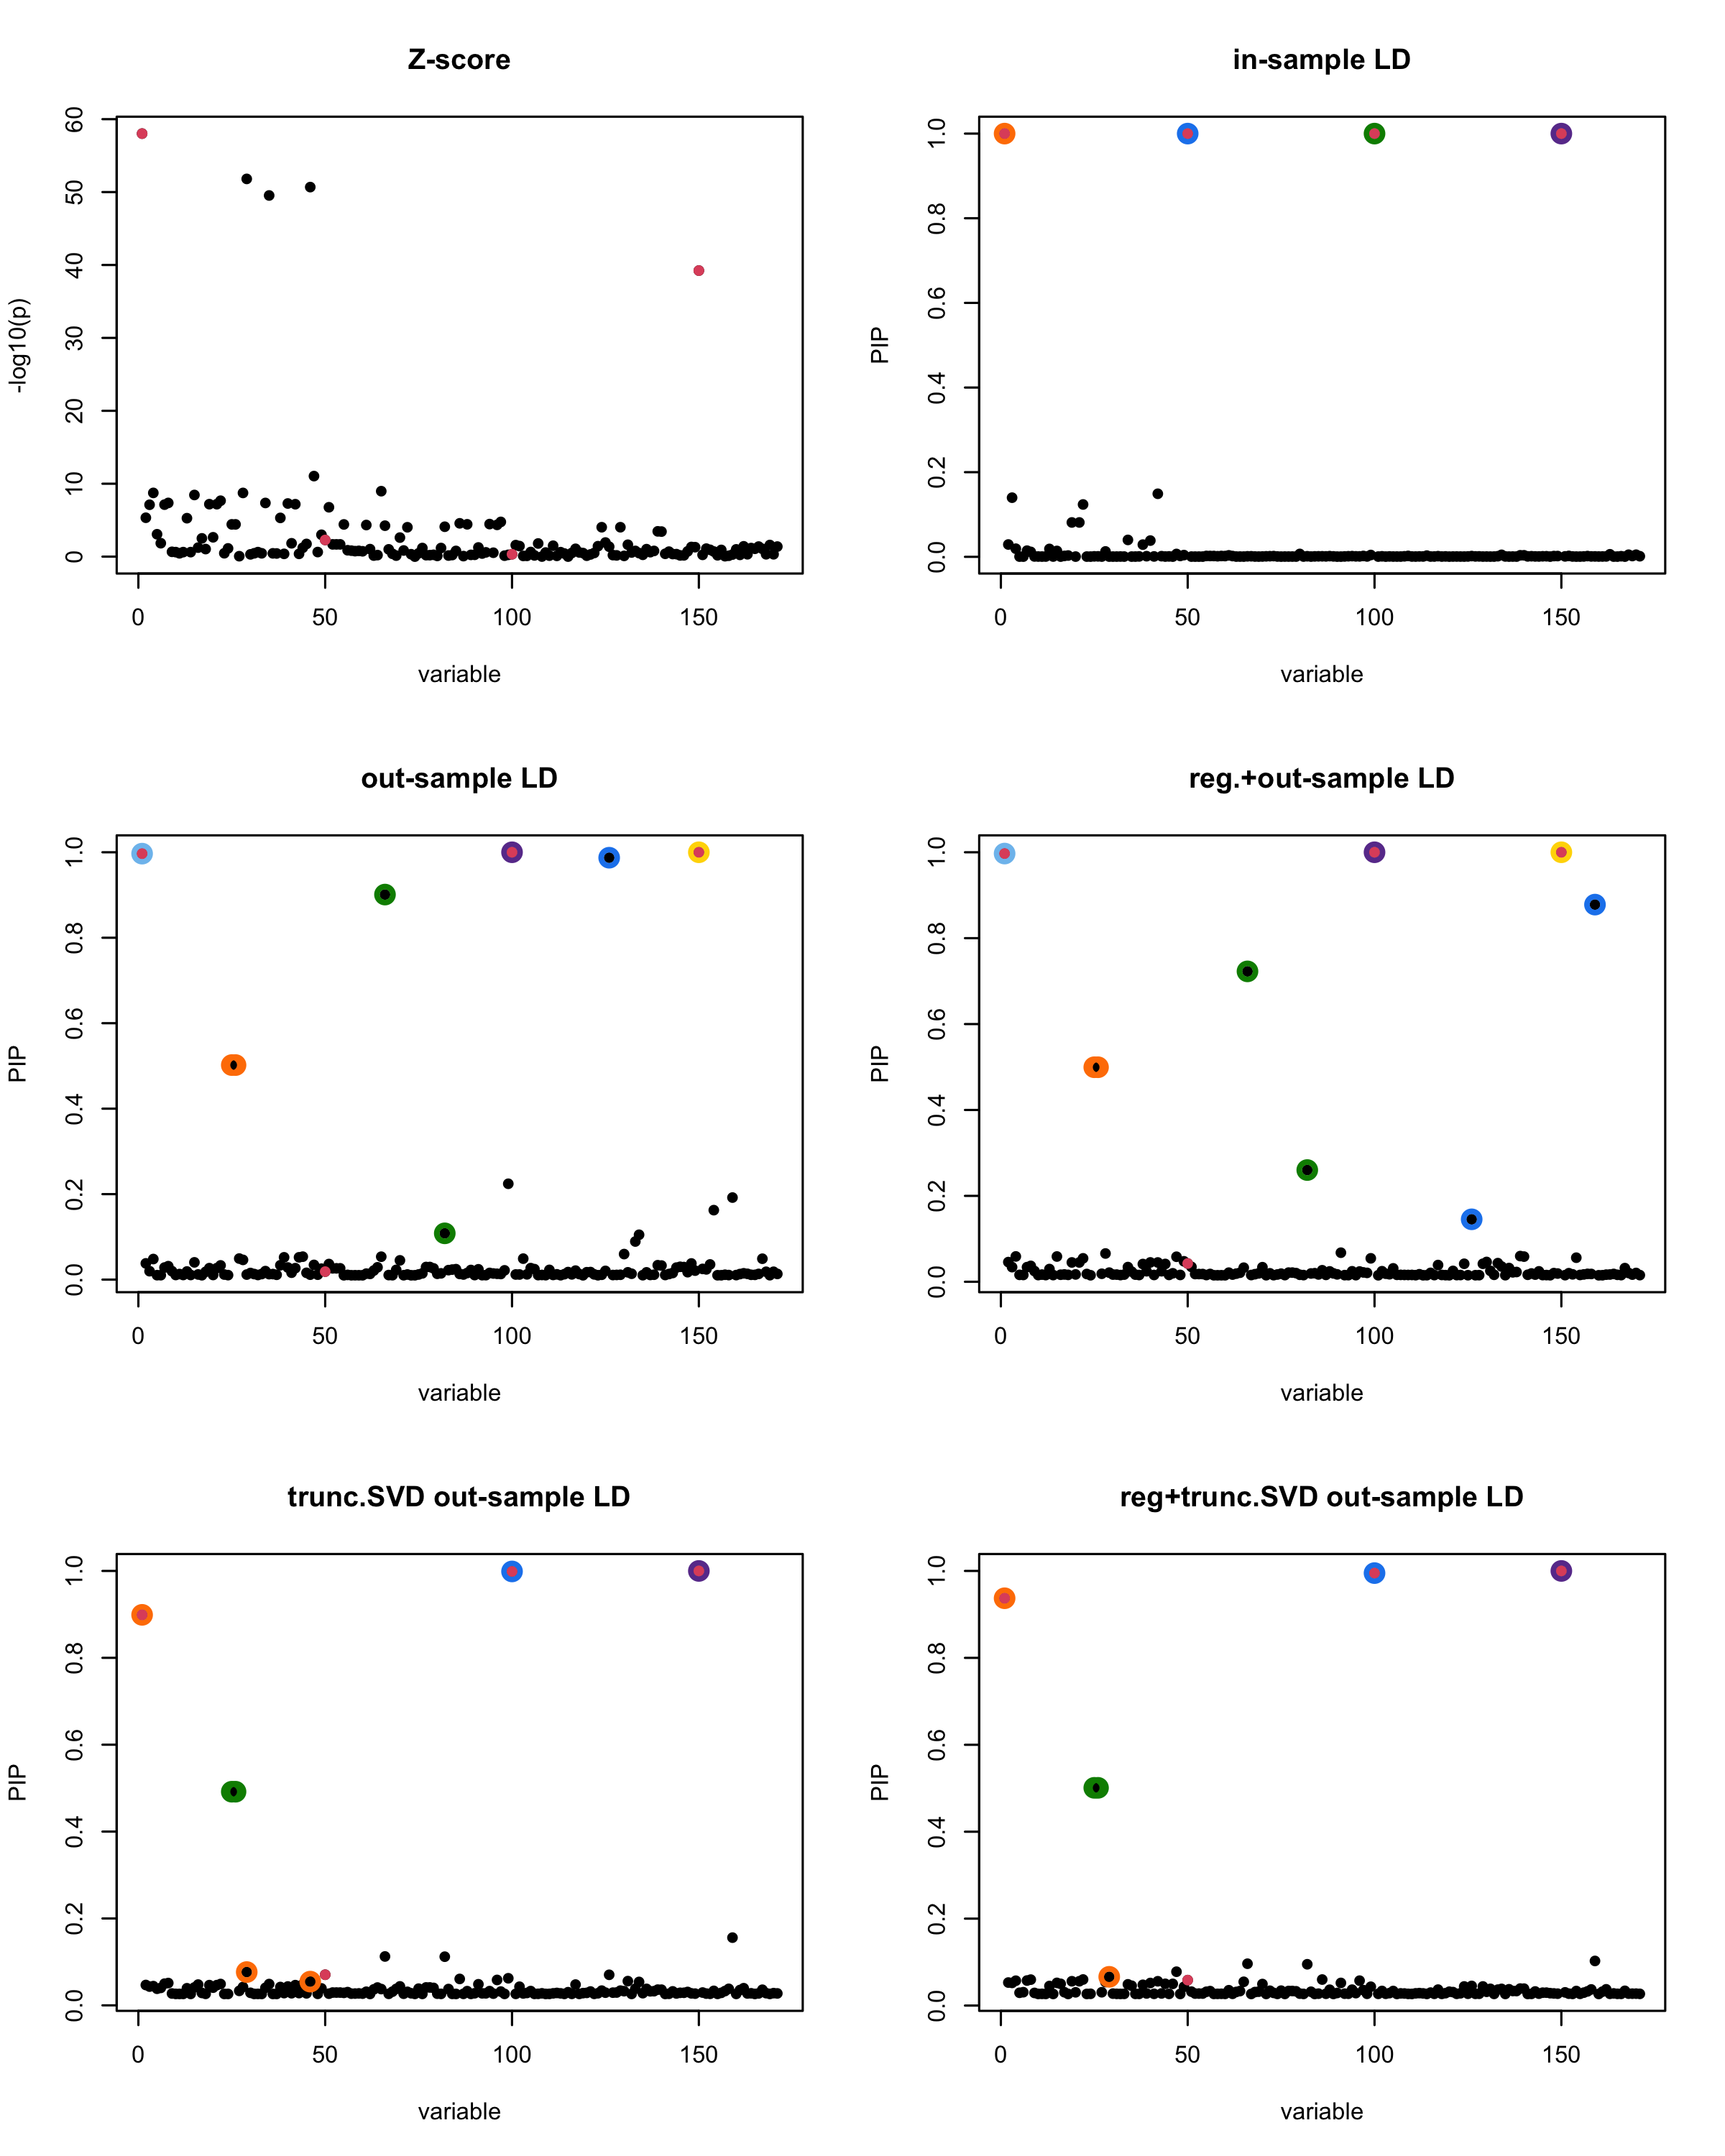 Z-score
-log10(p)
0 10 20 30 40 50 60
0 50 100 150
variable
in-sample LD
PIP
0.0 0.2 0.4 0.6 0.8 1.0
0 50 100 150
variable
out-sample LD
PIP
0.0 0.2 0.4 0.6 0.8 1.0
0 50 100 150
variable
reg.+out-sample LD
PIP
0.0 0.2 0.4 0.6 0.8 1.0
0 50 100 150
variable
trunc.SVD out-sample LD
PIP
0.0 0.2 0.4 0.6 0.8 1.0
0 50 100 150
variable
reg+trunc.SVD out-sample LD
PIP
0.0 0.2 0.4 0.6 0.8 1.0
0 50 100 150
variable